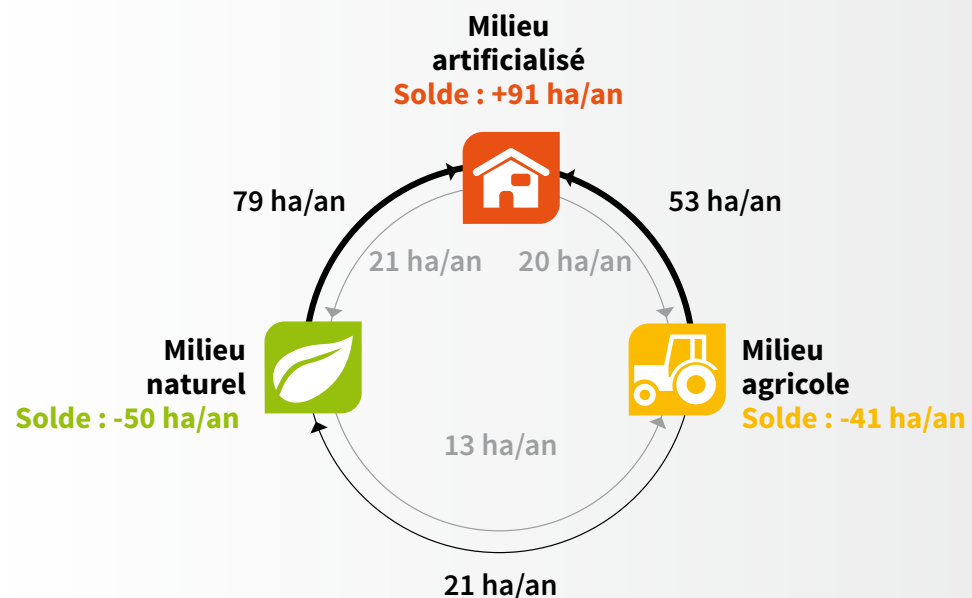 Milieu
artificialisé
Solde : +91 ha/an
79 ha/an
53 ha/an
21 ha/an
20 ha/an
Milieu
naturel
Solde : -50 ha/an
Milieu
agricole
Solde : -41 ha/an
13 ha/an
21 ha/an